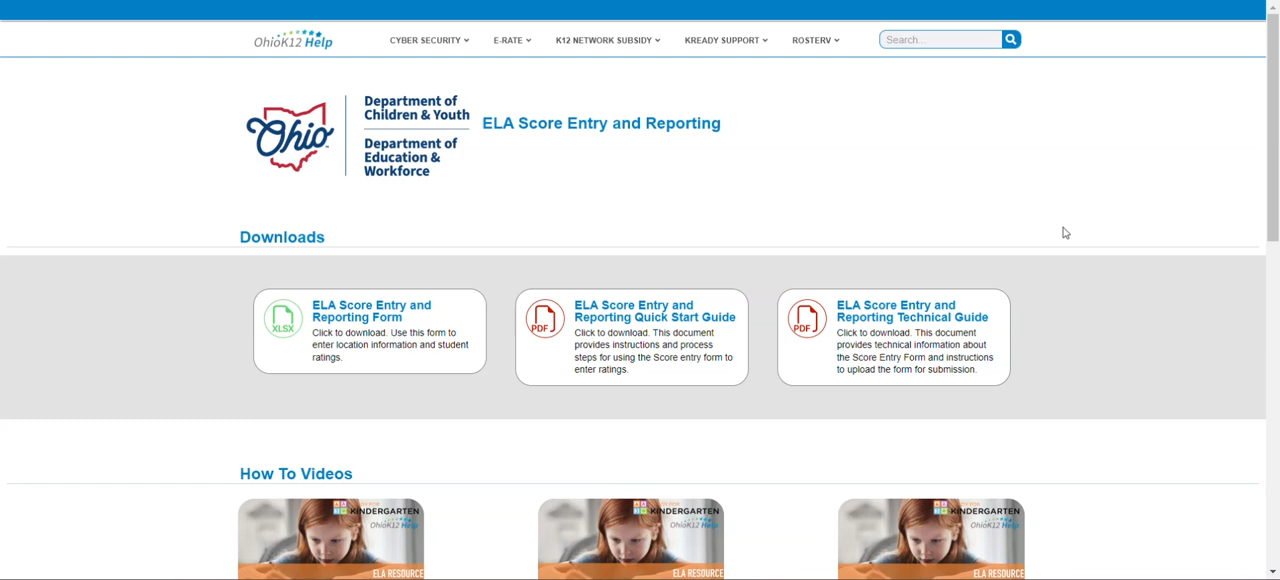 OhioK12 Help
CYBER SECURITY
E-RATE
K12 NETWORK SUBSIDY
KREADY SUPPORT
ROSTERV
Search...
Ohio
Department of
Children & Youth
Department of
Education &
Workforce
ELA Score Entry and Reporting
Downloads
XLSX
ELA Score Entry and
Reporting Form
Click to download. Use this form to
enter location information and student
ratings.
PDF
ELA Score Entry and
Reporting Quick Start Guide
Click to download. This document
provides instructions and process
steps for using the Score entry form to
enter ratings.
PDF
ELA Score Entry and
Reporting Technical Guide
Click to download. This document
provides technical information about
the Score Entry Form and instructions
to upload the form for submission.
How To Videos
KINDERGARTEN
OhioK12 Help
ELA RESOURCE
KINDERGARTEN
OhioK12 Help
ELA RESOURCE
KINDERGARTEN
OhioK12 Help
ELA RESOURCE